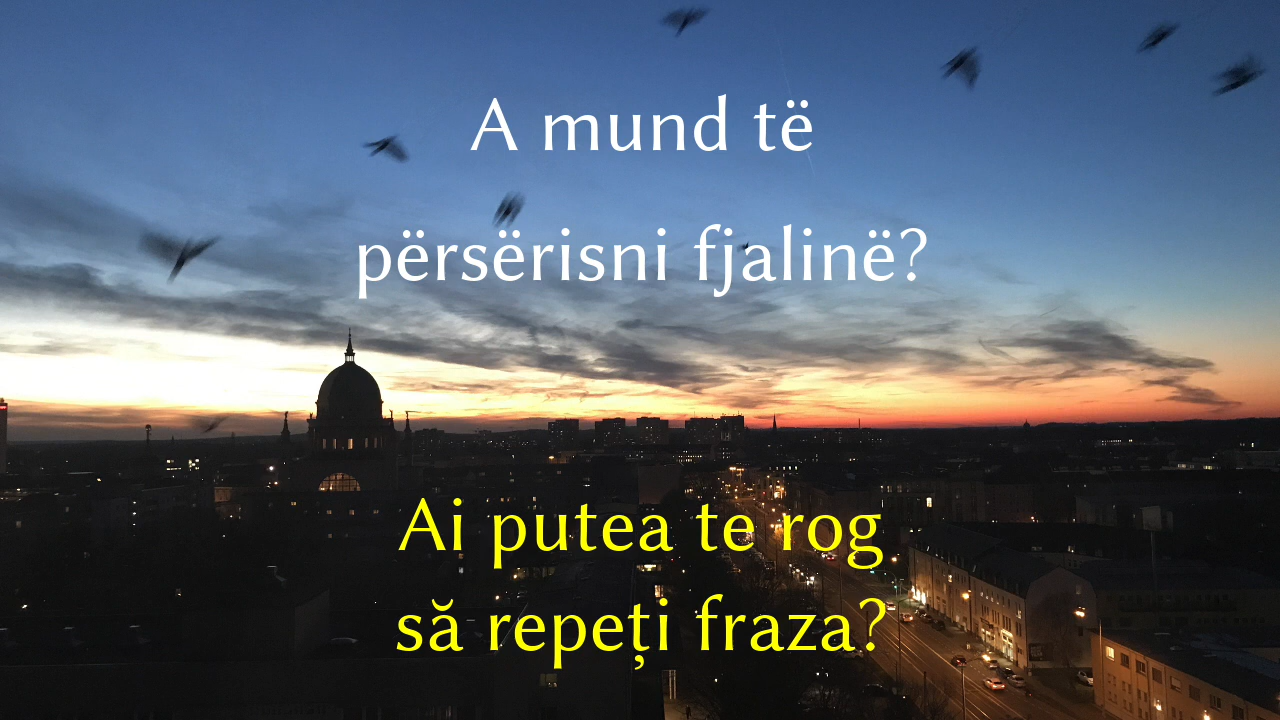 A mund të
përsërisni fjalinë?
Ai putea te rog
să repeți fraza?